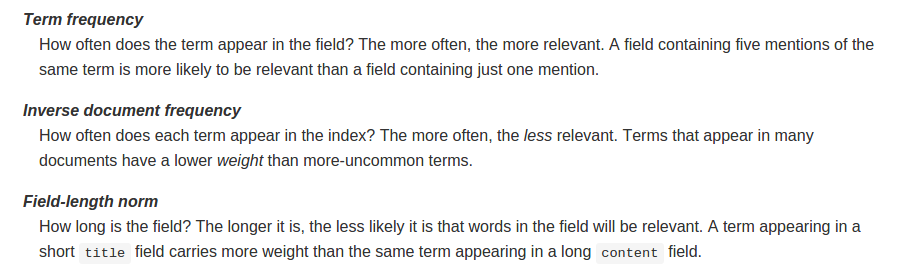 Term frequency
How often does the term appear in the field? The more often, the more relevant. A field containing five mentions of the
same term is more likely to be relevant than a field containing just one mention.
Inverse document frequency
How often does each term appear in the index? The more often, the less relevant. Terms that appear in many
documents have a lower weight than more-uncommon terms.
Field-length norm
How long is the field? The longer it is, the less likely it is that words in the field will be relevant. A term appearing in a
short title field carries more weight than the same term appearing in a long content field.